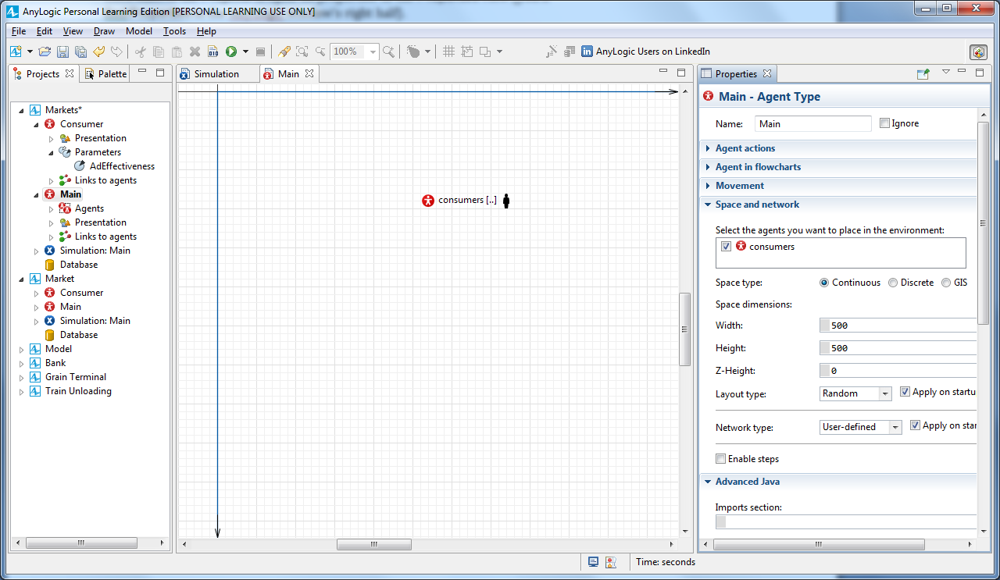 er's right half].
AnyLogic Personal Learning Edition [PERSONAL LEARNING USE ONLY]
File Edit View Draw Model Tools Help
010 100% in AnyLogic Users on LinkedIn
Projects Palette
Simulation Main
Properties
Markets*
Consumer
Presentation
Parameters
AdEffectiveness
Links to agents
Main
Agents
Presentation
Links to agents
Simulation: Main
Database
Market
Consumer
Main
Simulation: Main
Database
Model
Bank
Grain Terminal
Train Unloading
consumers [..]
Main - Agent Type
Name: Main Ignore
Agent actions
Agent in flowcharts
Movement
Space and network
Select the agents you want to place in the environment:
consumers
Space type: Continuous Discrete GIS
Space dimensions:
Width: 500
Height: 500
Z-Height: 0
Layout type: Random Apply on startu
Network type: User-defined Apply on star
Enable steps
Advanced Java
Imports section:
Time: seconds